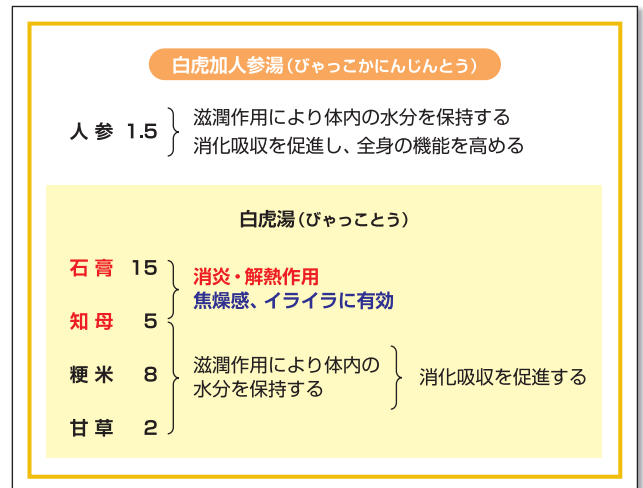 白虎加人参湯（びゃっこかにんじんとう）
人参 1.5
滋潤作用により体内の水分を保持する
消化吸収を促進し、全身の機能を高める
白虎湯（びゃっことう）
石膏 15
消炎・解熱作用
焦燥感、イライラに有効
知母 5
粳米 8
滋潤作用により体内の
水分を保持する
消化吸収を促進する
甘草 2